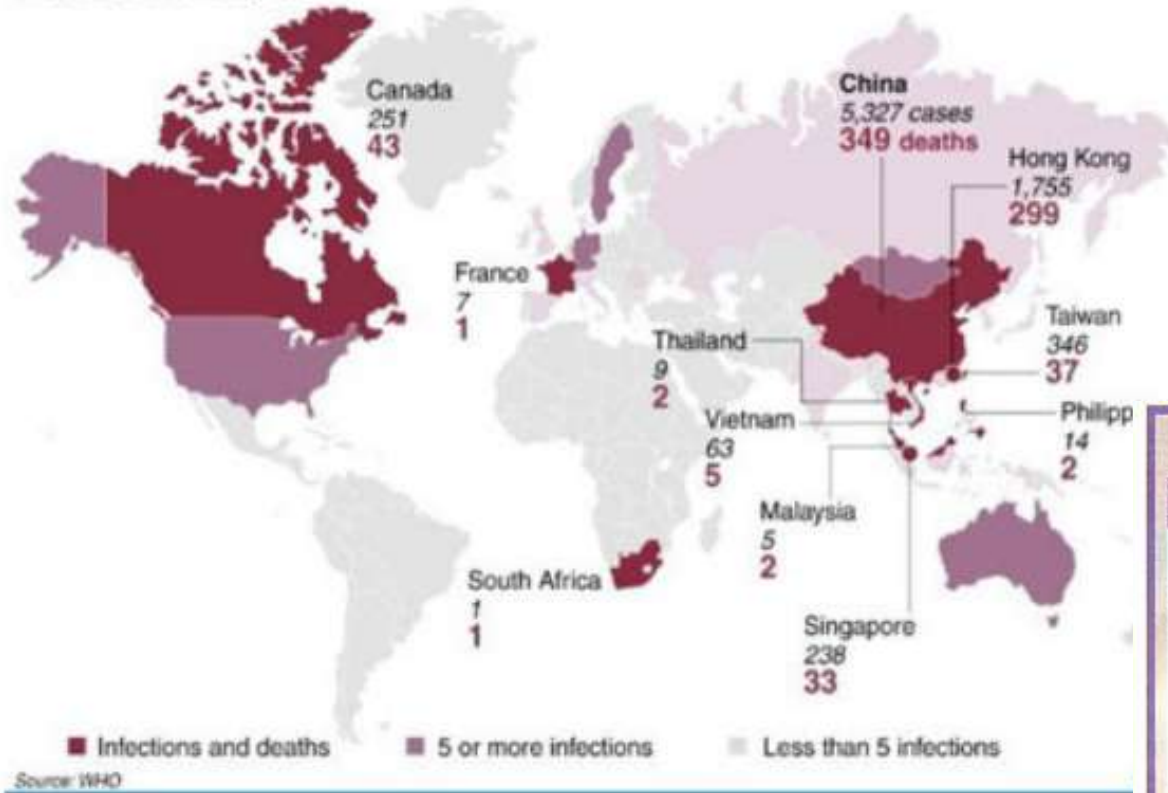 Canada
251
43
China
5,327 cases
349 deaths
Hong Kong
1,755
299
France
7
1
Thailand
9
2
Taiwan
346
37
Vietnam
63
5
Philipp
14
2
Malaysia
5
2
South Africa
1
1
Singapore
238
33
Infections and deaths
5 or more infections
Less than 5 infections
Source: WHO